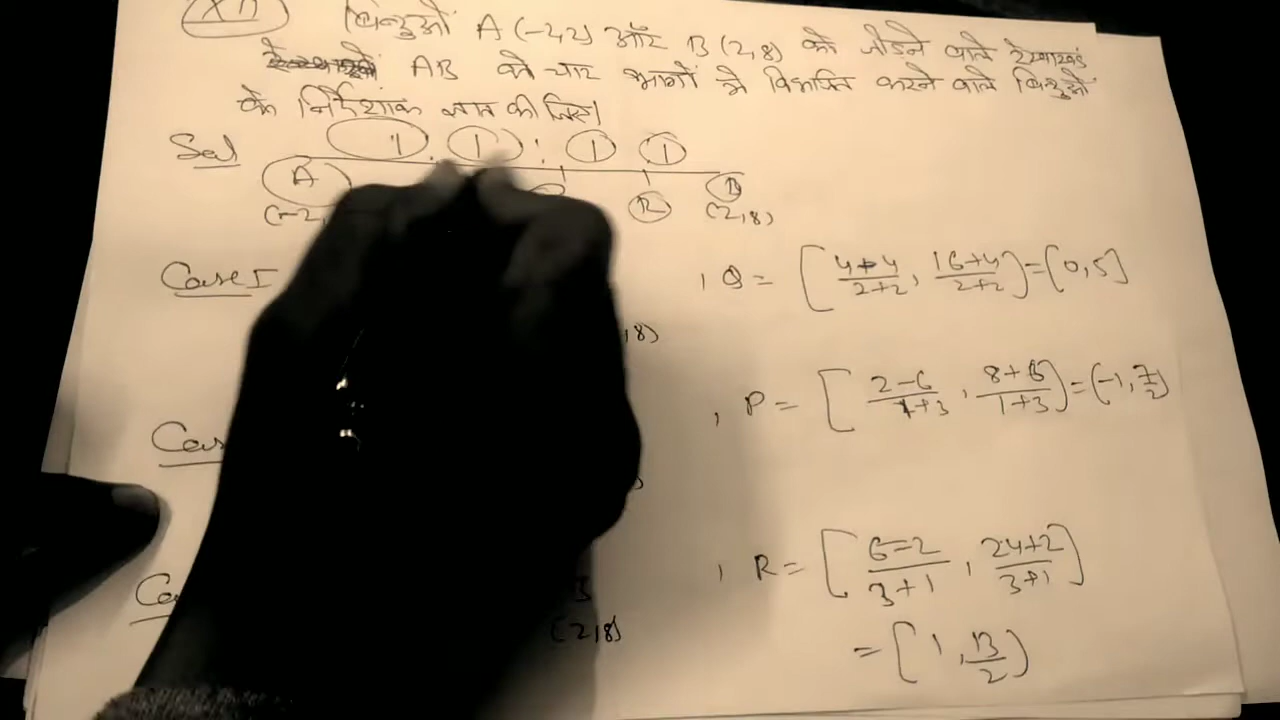 बिन्दुओं A (-2,2) और B (2,8) को जोड़ने वाले रेखाखंड
AB को चार भागों में विभाजित करने वाले बिन्दुओं
के निर्देशांक ज्ञात कीजिए।
Sol 1 : 1 : 1 1
A R B
(-2, (2,8)
Case I , Q = [4-4/2+2, 16+4/2+2] = [0,5]
,8)
, P = [2-6/1+3, 8+6/1+3] = (-1, 7/2)
, R = [6-2/3+1, 24+2/3+1]
(2,8)
= [1, 13/2)